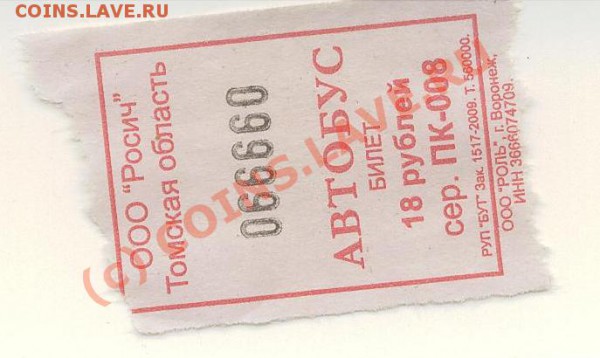 COINS.LAVE.RU
ООО "Росич"
Томская область
066660
АВТОБУС
БИЛЕТ
18 рублей
сер. ПК-008
РУП "БУТ" Зак. 1517-2009. Т. 500000.
ООО "РОЛЬ", г. Воронеж,
ИНН 3666074709.
(c) COINS.LAVE.RU